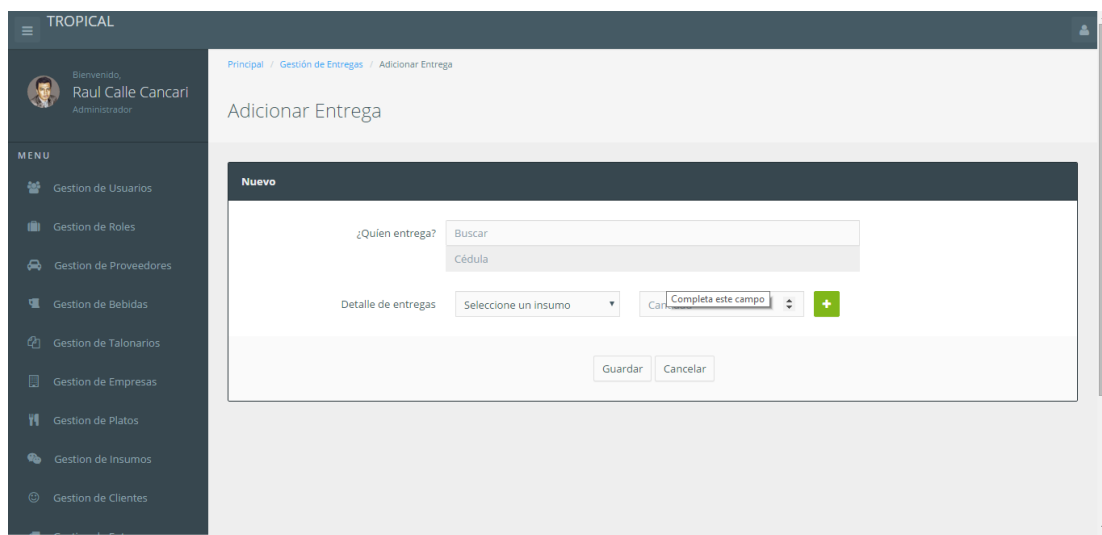 TROPICAL
Bienvenido,
Raul Calle Cancari
Administrador
MENU
Gestion de Usuarios
Gestion de Roles
Gestion de Proveedores
Gestion de Bebidas
Gestion de Talonarios
Gestion de Empresas
Gestion de Platos
Gestion de Insumos
Gestion de Clientes
Principal / Gestión de Entregas / Adicionar Entrega
Adicionar Entrega
Nuevo
¿Quíen entrega? Buscar
Cédula
Detalle de entregas Seleccione un insumo
Completa este campo
+
Guardar Cancelar